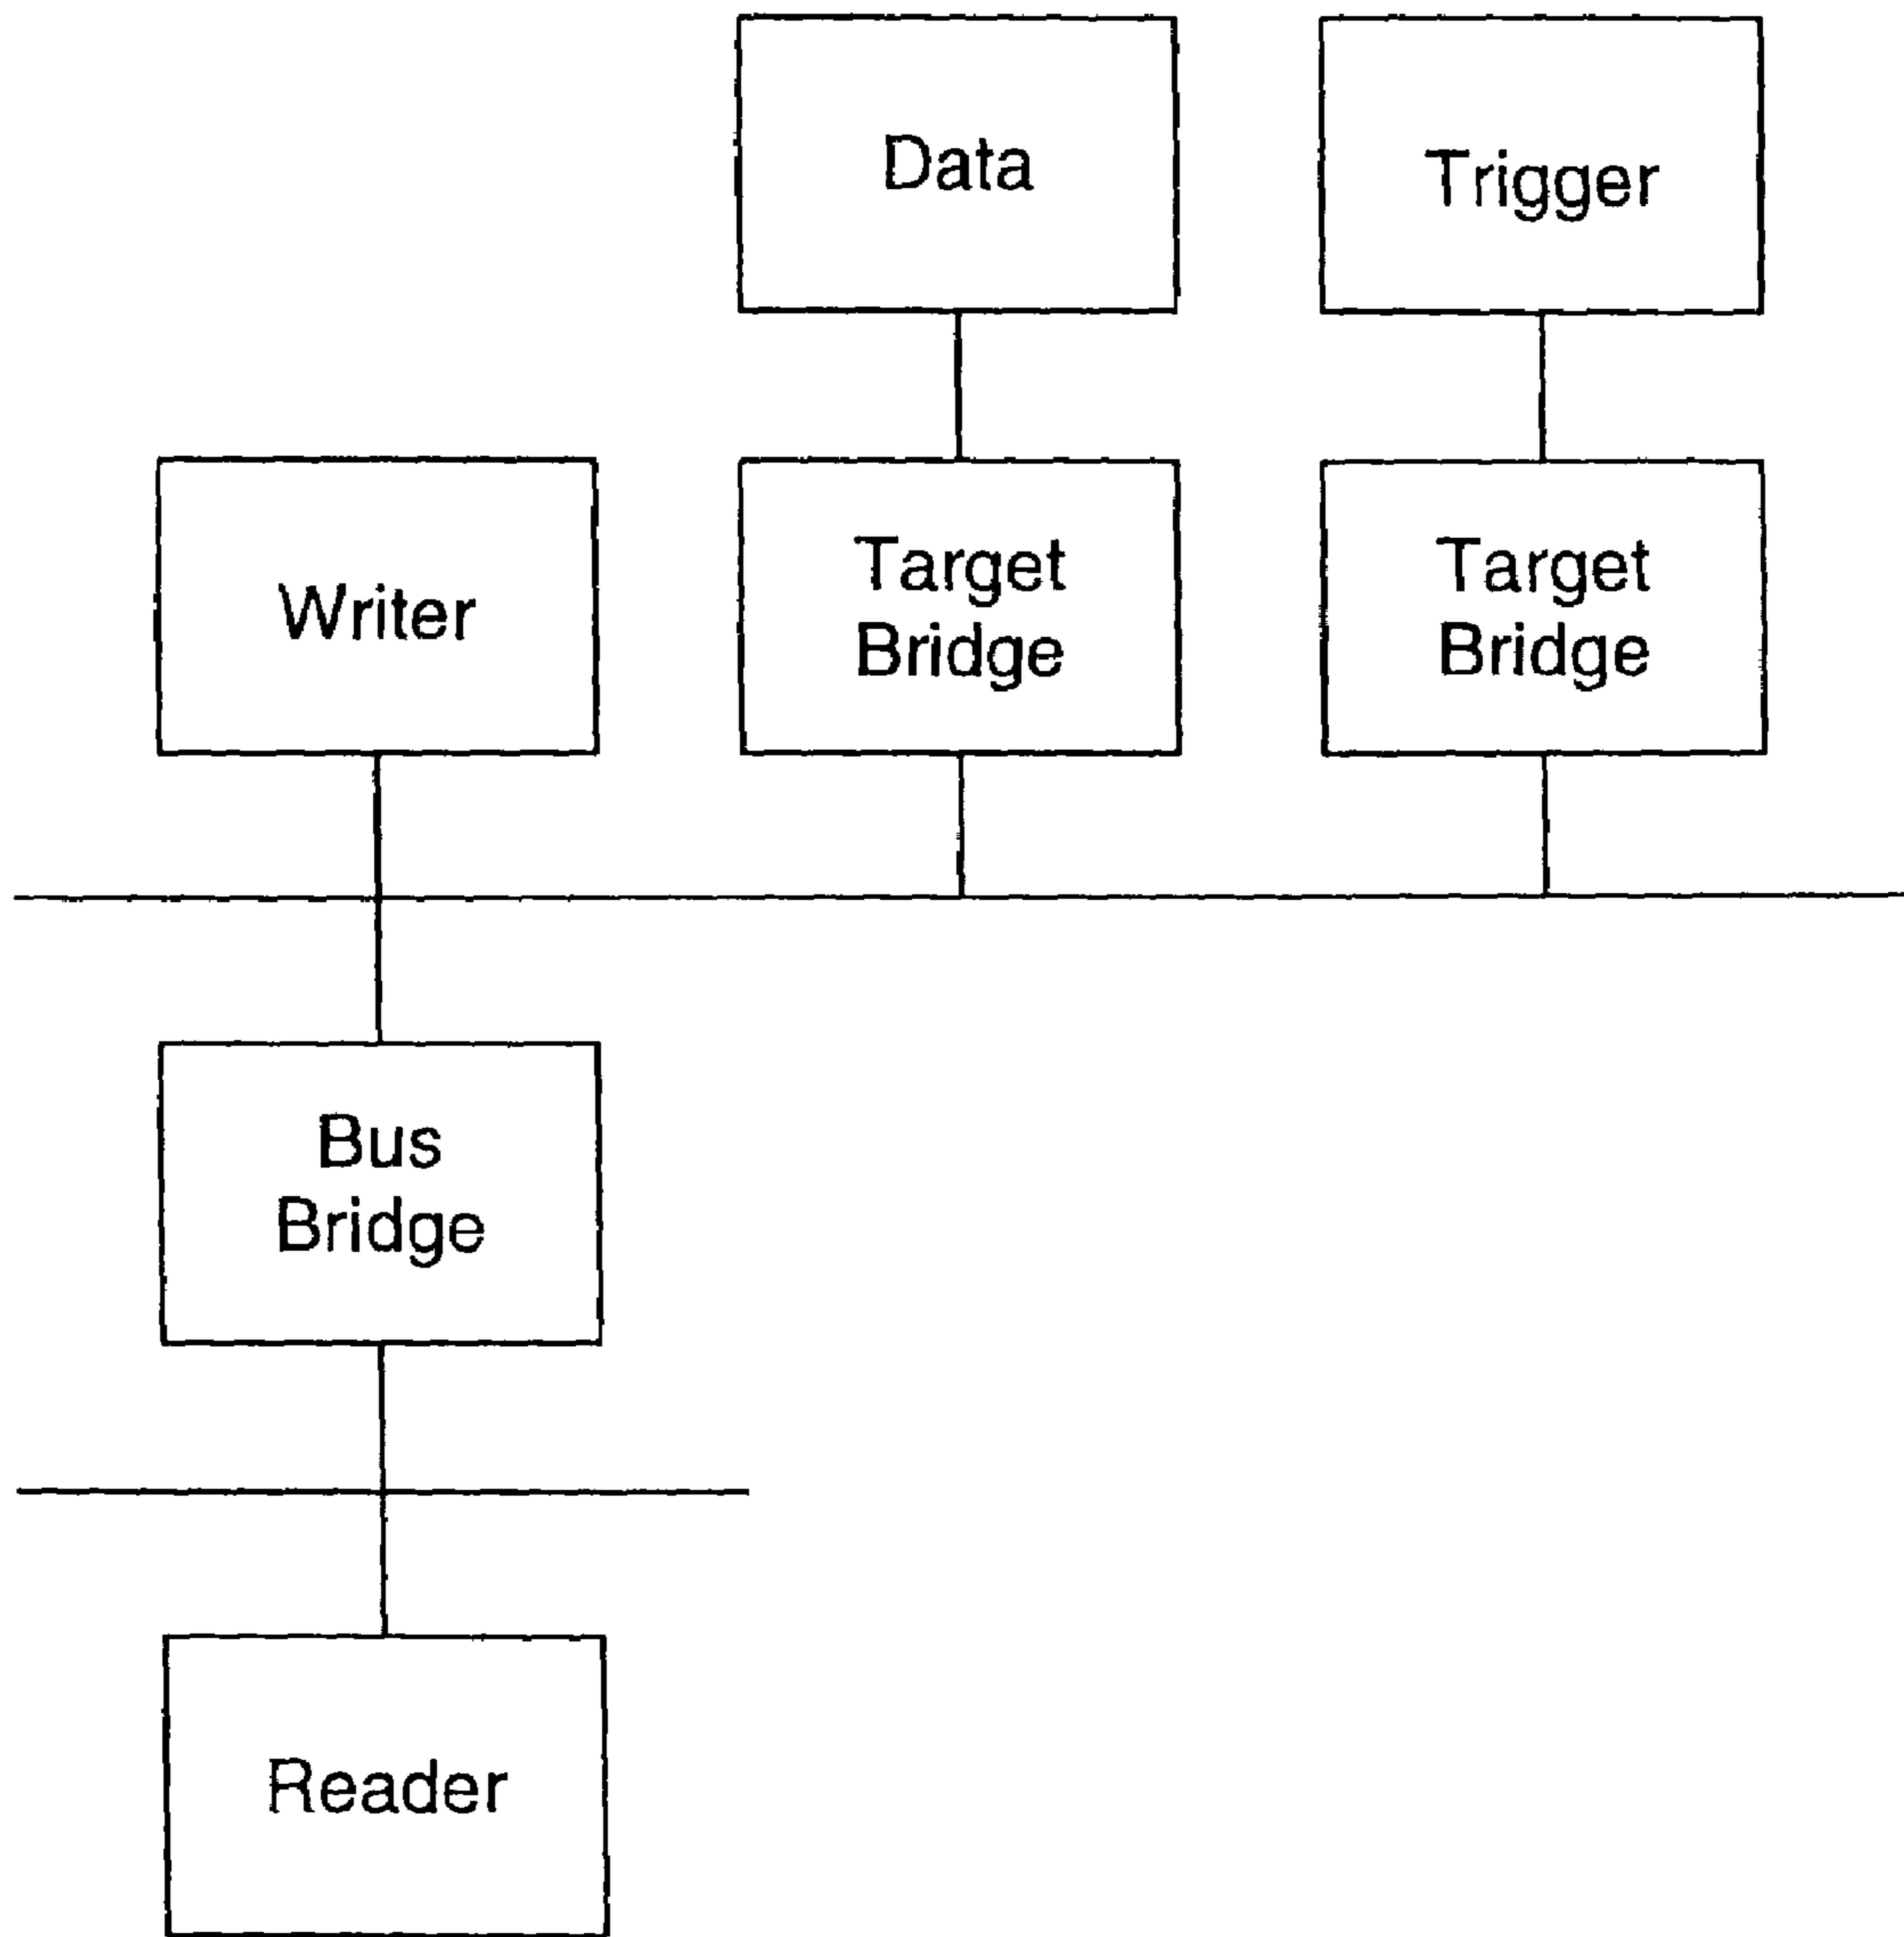 Data
Trigger
Writer
Target
Bridge
Target
Bridge
Bus
Bridge
Reader